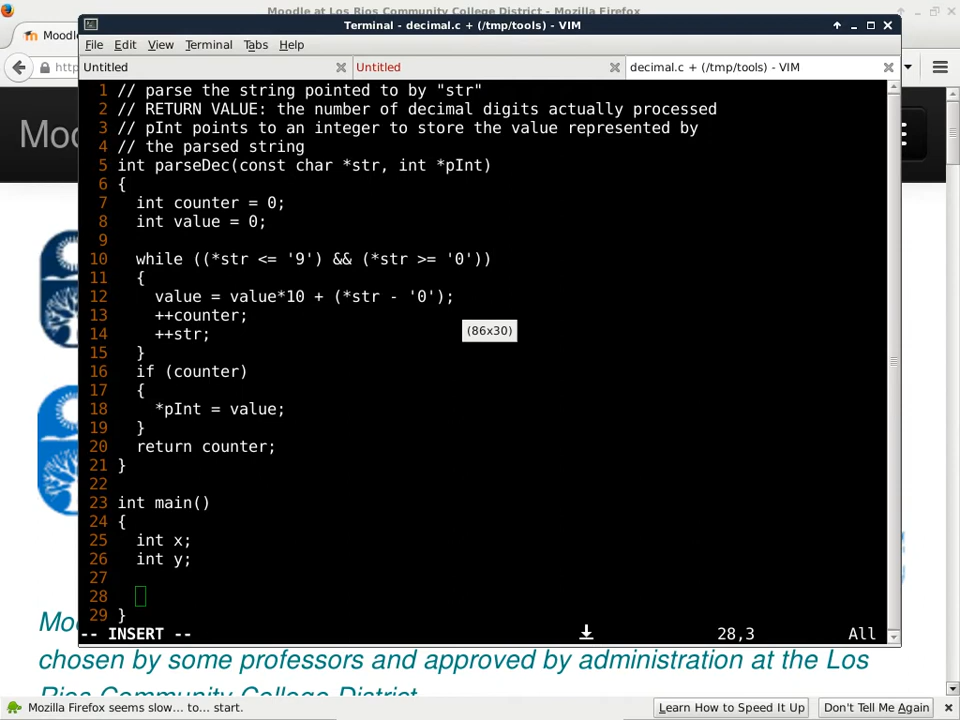 Moodle at Los Rios Community College District - Mozilla Firefox
Terminal - decimal.c + (/tmp/tools) - VIM
File Edit View Terminal Tabs Help
Untitled
Untitled
decimal.c + (/tmp/tools) - VIM
1 // parse the string pointed to by "str"
2 // RETURN VALUE: the number of decimal digits actually processed
3 // pInt points to an integer to store the value represented by
4 // the parsed string
5 int parseDec(const char *str, int *pInt)
6 {
7   int counter = 0;
8   int value = 0;
9
10   while ((*str <= '9') && (*str >= '0'))
11   {
12     value = value*10 + (*str - '0');
13     ++counter;
14     ++str;
15   }
16   if (counter)
17   {
18     *pInt = value;
19   }
20   return counter;
21 }
22
23 int main()
24 {
25   int x;
26   int y;
27
28
29 }
(86x30)
-- INSERT -- 28,3 All
chosen by some professors and approved by administration at the Los
Rios Community College District
Mozilla Firefox seems slow... to... start.
Learn How to Speed It Up
Don't Tell Me Again